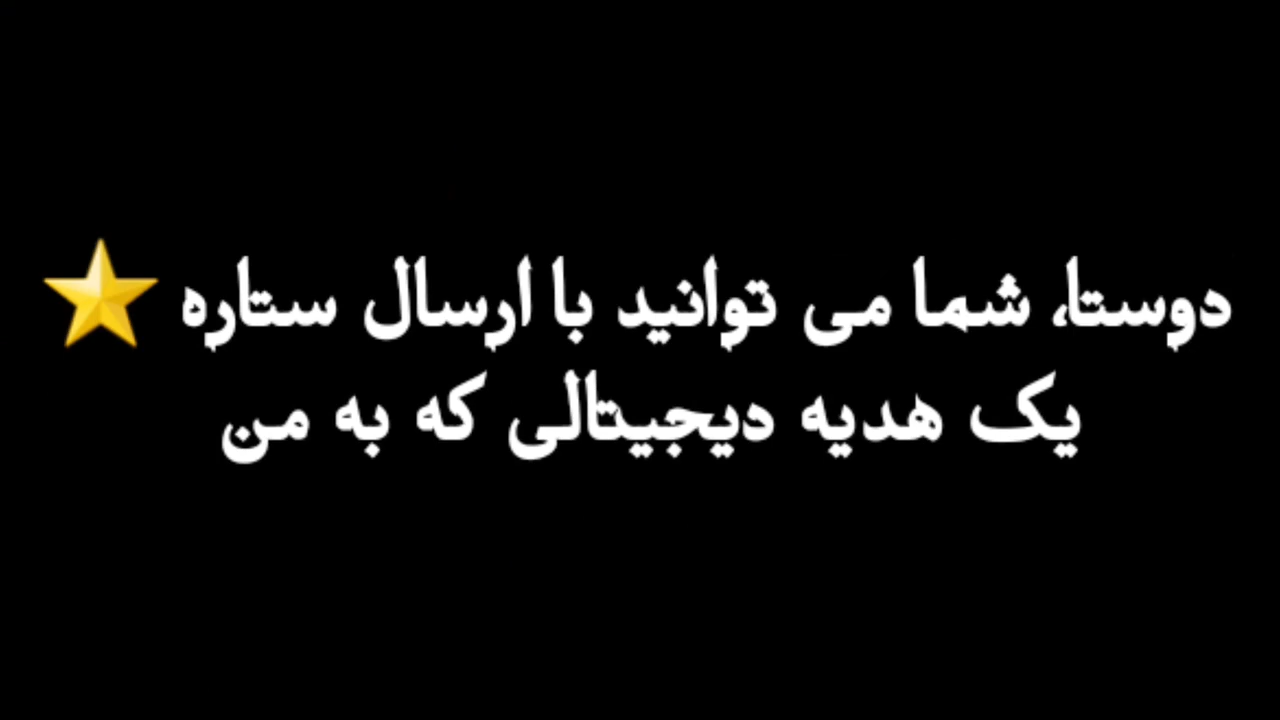 دوستا، شما می توانید با ارسال ستاره ⭐
یک هدیه دیجیتالی که به من